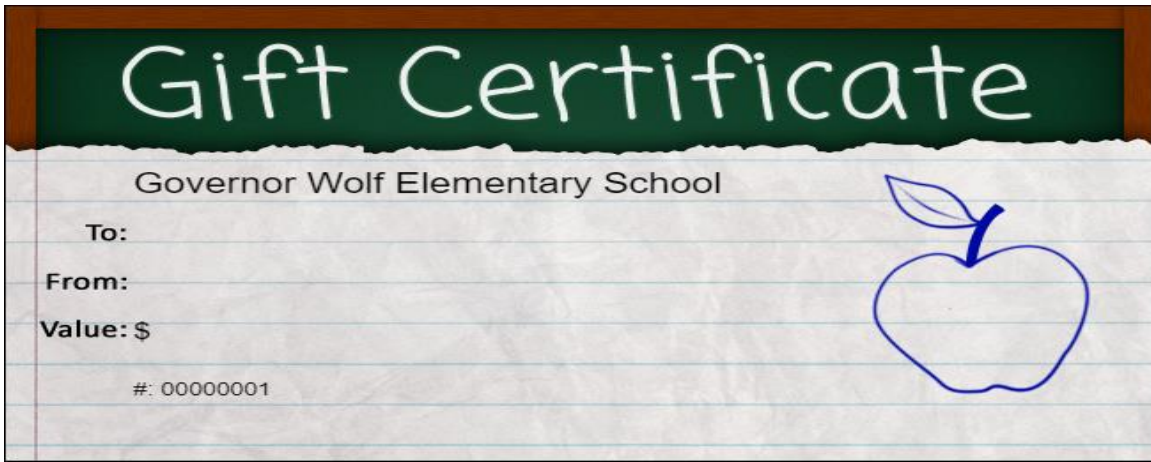 Gift Certificate
Governor Wolf Elementary School
To:
From:
Value: $
#: 00000001